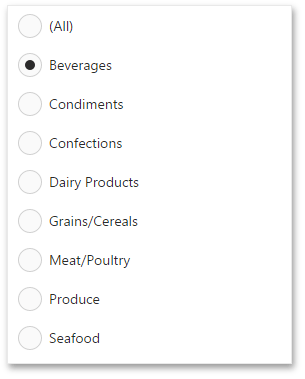 (All)
Beverages
Condiments
Confections
Dairy Products
Grains/Cereals
Meat/Poultry
Produce
Seafood